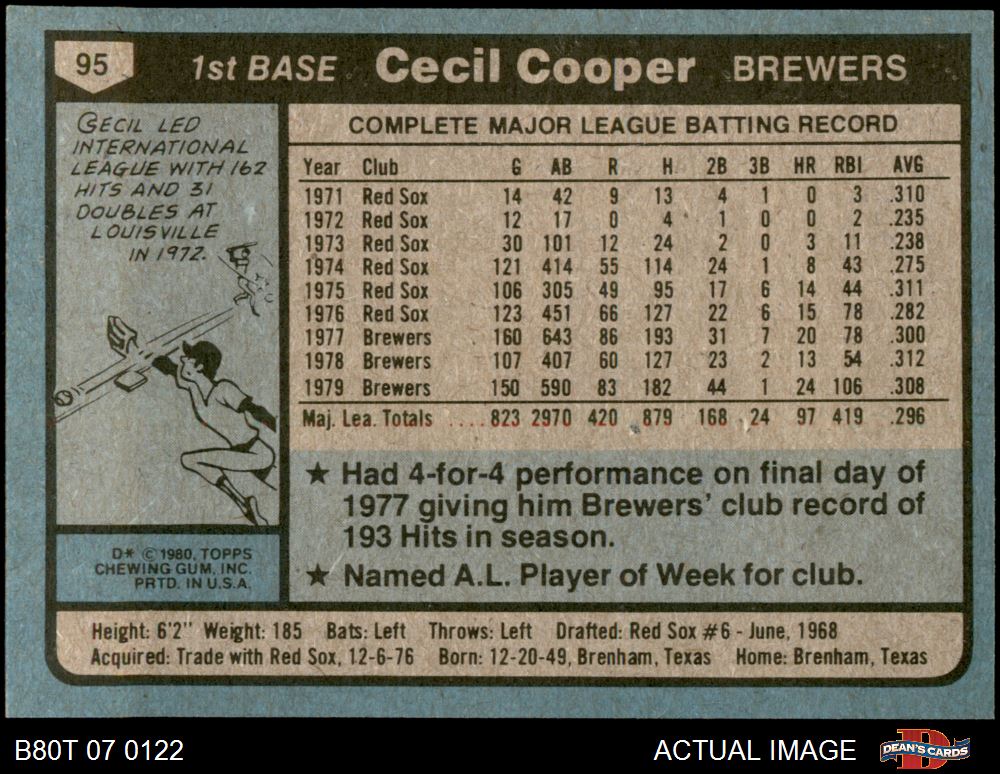 95 1st BASE Cecil Cooper BREWERS
CECIL LED
INTERNATIONAL
LEAGUE WITH 162
HITS AND 31
DOUBLES AT
LOUISVILLE
IN 1972.
COMPLETE MAJOR LEAGUE BATTING RECORD
Year Club G AB R H 2B 3B HR RBI AVG
1971 Red Sox 14 42 9 13 4 1 0 3 .310
1972 Red Sox 12 17 0 4 1 0 0 2 .235
1973 Red Sox 30 101 12 24 2 0 3 11 .238
1974 Red Sox 121 414 55 114 24 1 8 43 .275
1975 Red Sox 106 305 49 95 17 6 14 44 .311
1976 Red Sox 123 451 66 127 22 6 15 78 .282
1977 Brewers 160 643 86 193 31 7 20 78 .300
1978 Brewers 107 407 60 127 23 2 13 54 .312
1979 Brewers 150 590 83 182 44 1 24 106 .308
Maj. Lea. Totals ....823 2970 420 879 168 24 97 419 .296
★ Had 4-for-4 performance on final day of
1977 giving him Brewers' club record of
193 Hits in season.
★ Named A.L. Player of Week for club.
D* © 1980, TOPPS
CHEWING GUM, INC.
PRTD. IN U.S.A.
Height: 6'2" Weight: 185 Bats: Left Throws: Left Drafted: Red Sox #6 - June, 1968
Acquired: Trade with Red Sox, 12-6-76 Born: 12-20-49, Brenham, Texas Home: Brenham, Texas
B80T 07 0122 ACTUAL IMAGE DEAN'S CARDS